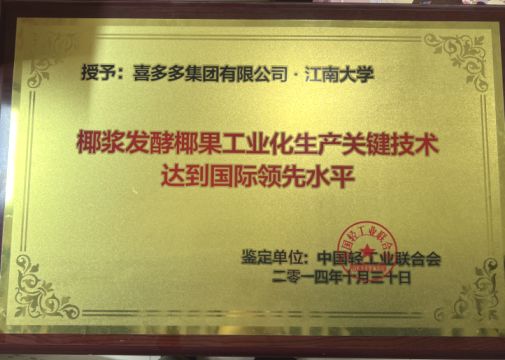 授予：喜多多集团有限公司·江南大学
椰浆发酵椰果工业化生产关键技术
达到国际领先水平
鉴定单位：中国轻工业联合会
二零一四年十月三十日